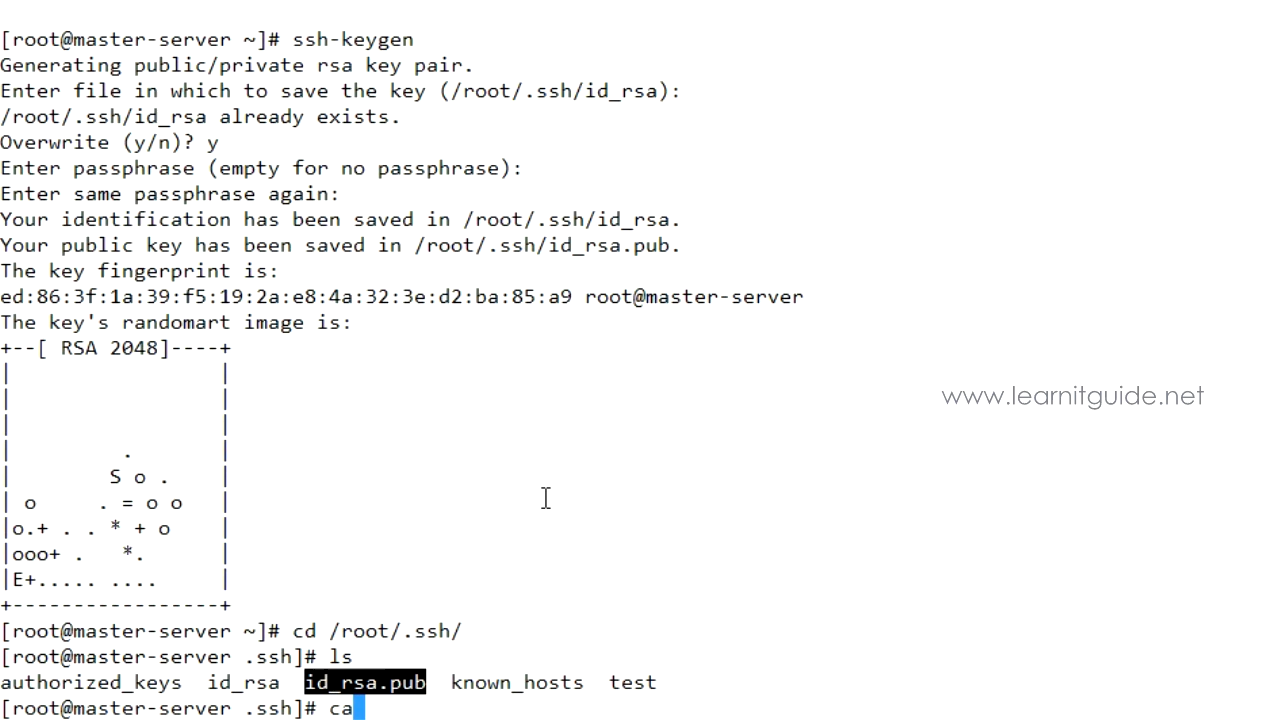 [root@master-server ~]# ssh-keygen
Generating public/private rsa key pair.
Enter file in which to save the key (/root/.ssh/id_rsa):
/root/.ssh/id_rsa already exists.
Overwrite (y/n)? y
Enter passphrase (empty for no passphrase):
Enter same passphrase again:
Your identification has been saved in /root/.ssh/id_rsa.
Your public key has been saved in /root/.ssh/id_rsa.pub.
The key fingerprint is:
ed:86:3f:1a:39:f5:19:2a:e8:4a:32:3e:d2:ba:85:a9 root@master-server
The key's randomart image is:
+--[ RSA 2048]----+
|                 |
|                 |
|                 |
|         .       |
|        S o .    |
| o     . = o o   |
|o.+ . . * + o    |
|ooo+ .   *.      |
|E+..... ....     |
+-----------------+
www.learnitguide.net
[root@master-server ~]# cd /root/.ssh/
[root@master-server .ssh]# ls
authorized_keys  id_rsa  id_rsa.pub  known_hosts  test
[root@master-server .ssh]# ca